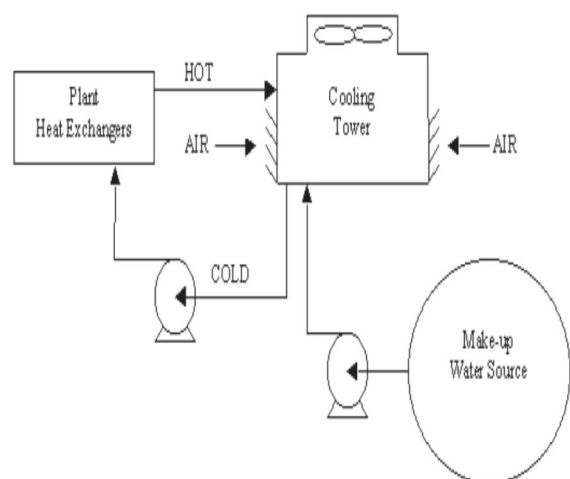 HOT
Plant
Heat Exchangers
Cooling
Tower
AIR
AIR
COLD
Make-up
Water Source